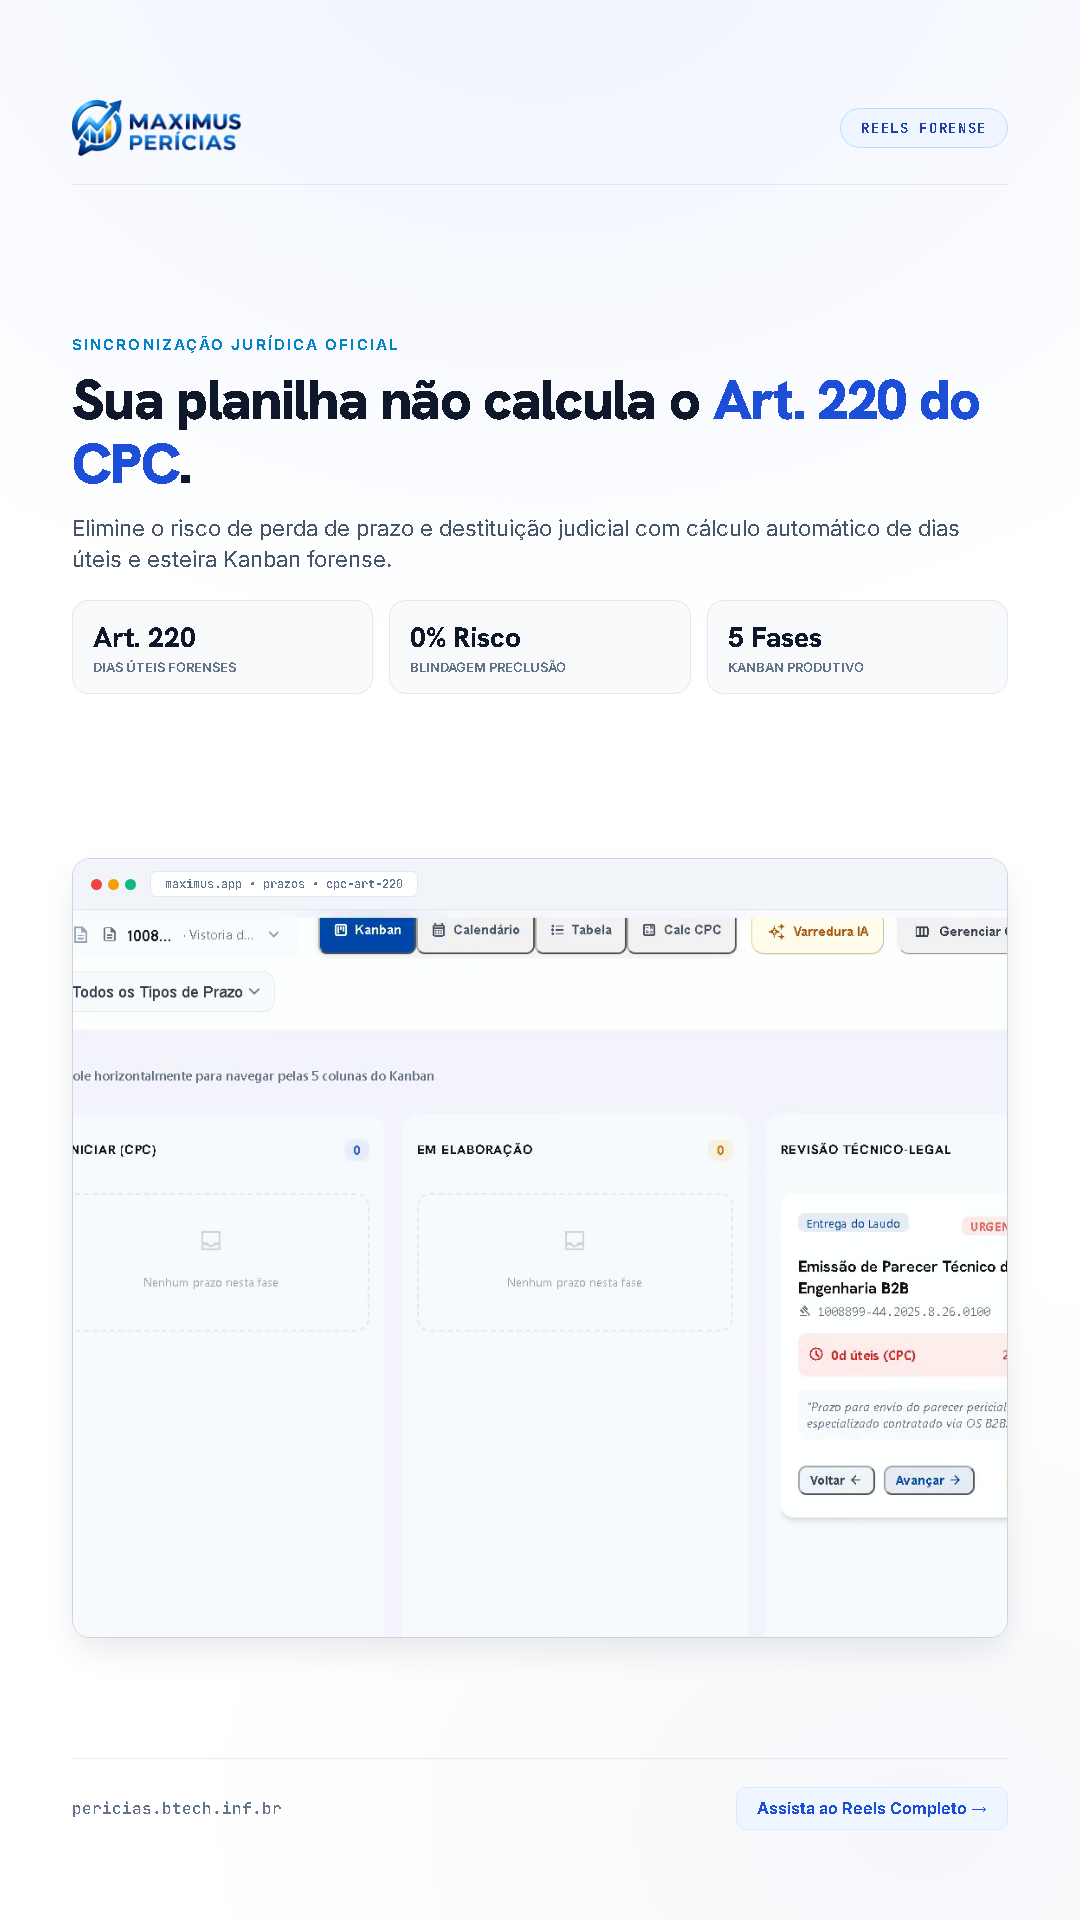 MAXIMUS
PERÍCIAS
REELS FORENSE
SINCRONIZAÇÃO JURÍDICA OFICIAL
Sua planilha não calcula o Art. 220 do
CPC.
Elimine o risco de perda de prazo e destituição judicial com cálculo automático de dias
úteis e esteira Kanban forense.
Art. 220
DIAS ÚTEIS FORENSES
0% Risco
BLINDAGEM PRECLUSÃO
5 Fases
KANBAN PRODUTIVO
maximus.app • prazos • cpc-art-220
1008... · Vistoria d...
Kanban
Calendário
Tabela
Calc CPC
Varredura IA
Gerenciar
Todos os Tipos de Prazo
ole horizontalmente para navegar pelas 5 colunas do Kanban
NICIAR (CPC)
0
EM ELABORAÇÃO
0
REVISÃO TÉCNICO-LEGAL
Nenhum prazo nesta fase
Nenhum prazo nesta fase
Entrega do Laudo
URGEN
Emissão de Parecer Técnico d
Engenharia B2B
1008899-44.2025.8.26.0100
0d úteis (CPC)
2
"Prazo para envio do parecer pericial
especializado contratado via OS B2B.
Voltar ←
Avançar →
pericias.btech.inf.br
Assista ao Reels Completo →